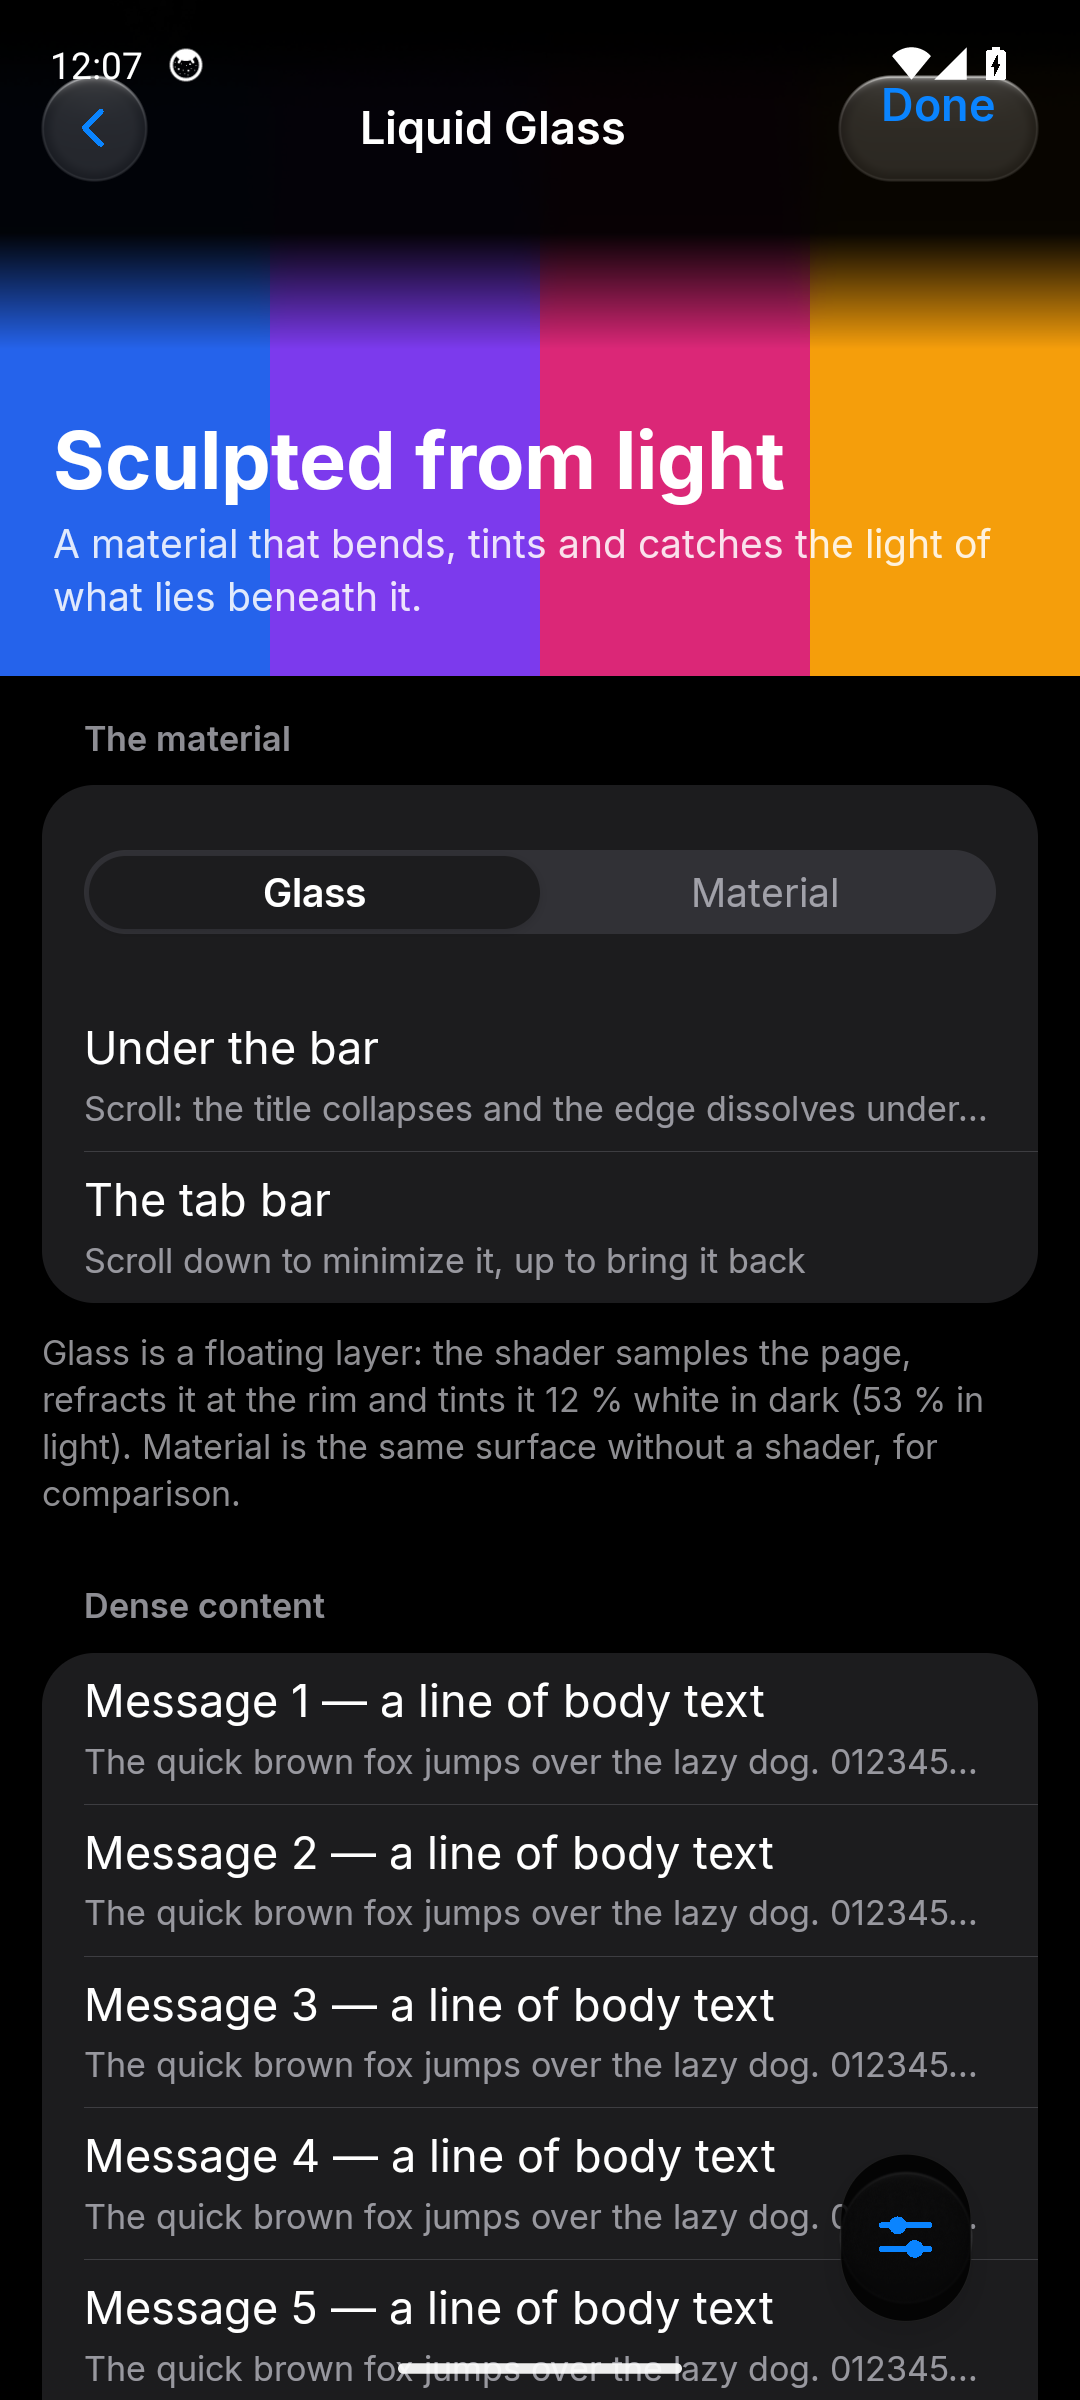 12:07
Liquid Glass
Done
Sculpted from light
A material that bends, tints and catches the light of
what lies beneath it.
The material
Glass
Material
Under the bar
Scroll: the title collapses and the edge dissolves under...
The tab bar
Scroll down to minimize it, up to bring it back
Glass is a floating layer: the shader samples the page,
refracts it at the rim and tints it 12 % white in dark (53 % in
light). Material is the same surface without a shader, for
comparison.
Dense content
Message 1 — a line of body text
The quick brown fox jumps over the lazy dog. 012345...
Message 2 — a line of body text
The quick brown fox jumps over the lazy dog. 012345...
Message 3 — a line of body text
The quick brown fox jumps over the lazy dog. 012345...
Message 4 — a line of body text
The quick brown fox jumps over the lazy dog.
Message 5 — a line of body text
The quick brown fox jumps over the lazy dog. 012345...